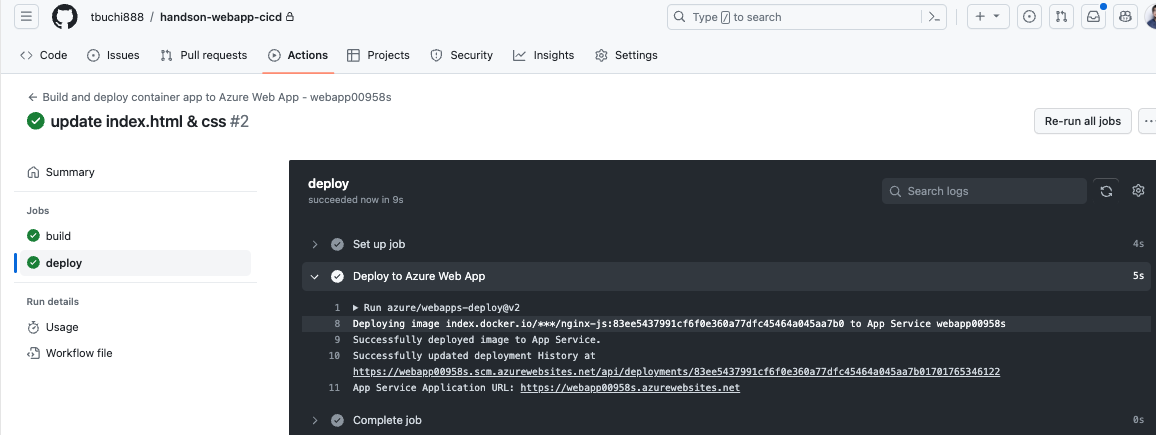 tbuchi888 / handson-webapp-cicd
Type / to search
Code
Issues
Pull requests
Actions
Projects
Security
Insights
Settings
← Build and deploy container app to Azure Web App - webapp00958s
update index.html & css #2
Re-run all jobs
Summary
Jobs
build
deploy
Run details
Usage
Workflow file
deploy
succeeded now in 9s
Search logs
Set up job 4s
Deploy to Azure Web App 5s
1 ▶ Run azure/webapps-deploy@v2
8 Deploying image index.docker.io/***/nginx-js:83ee5437991cf6f0e360a77dfc45464a045aa7b0 to App Service webapp00958s
9 Successfully deployed image to App Service.
10 Successfully updated deployment History at
https://webapp00958s.scm.azurewebsites.net/api/deployments/83ee5437991cf6f0e360a77dfc45464a045aa7b01701765346122
11 App Service Application URL: https://webapp00958s.azurewebsites.net
Complete job 0s